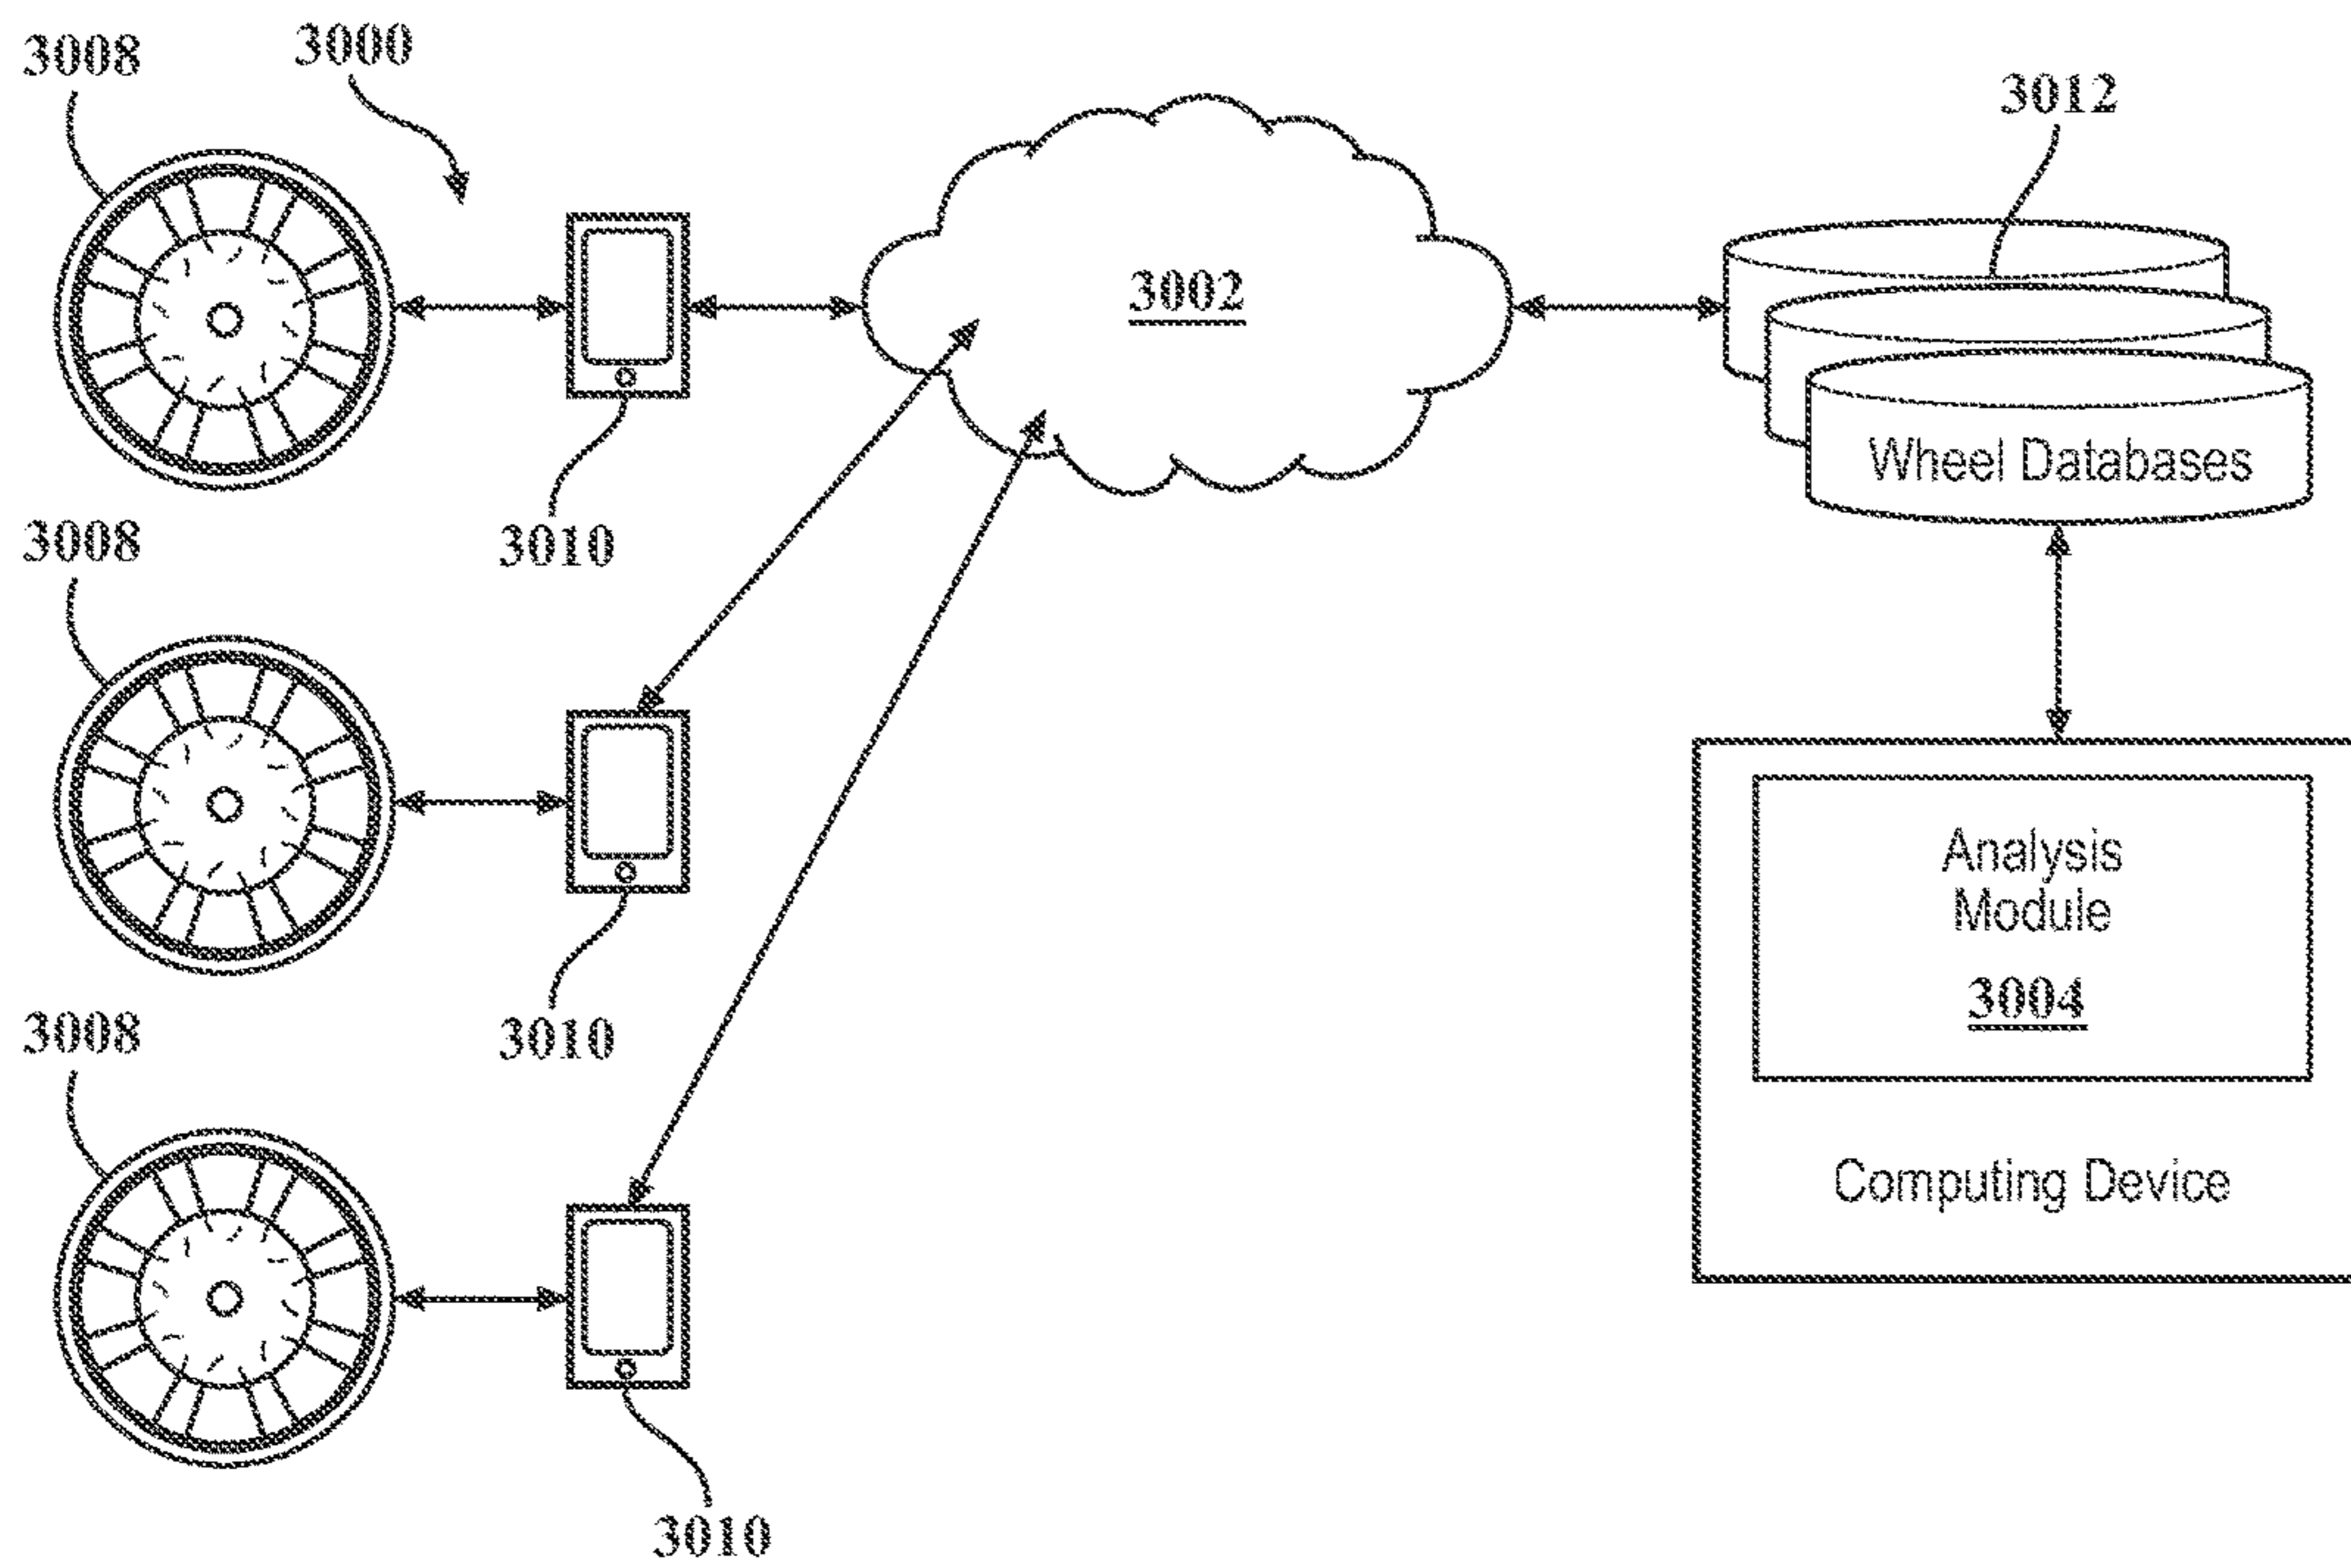 3008
3000
3012
3002
3010
Wheel Databases
3008
3010
Analysis
Module
3004
3008
Computing Device
3010